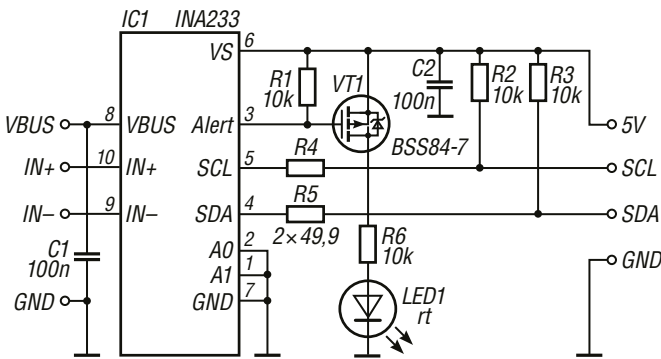 IC1 INA233
VS 6
R1
10k
VT1
C2
100n
R2
10k
R3
10k
VBUS 8 VBUS
Alert 3
BSS84-7
5V
IN+ 10 IN+
SCL 5
R4
SCL
IN– 9 IN–
SDA 4
R5
2×49,9
SDA
C1
100n
A0 2
A1 1
GND 7
R6
10k
GND
GND
LED1
rt